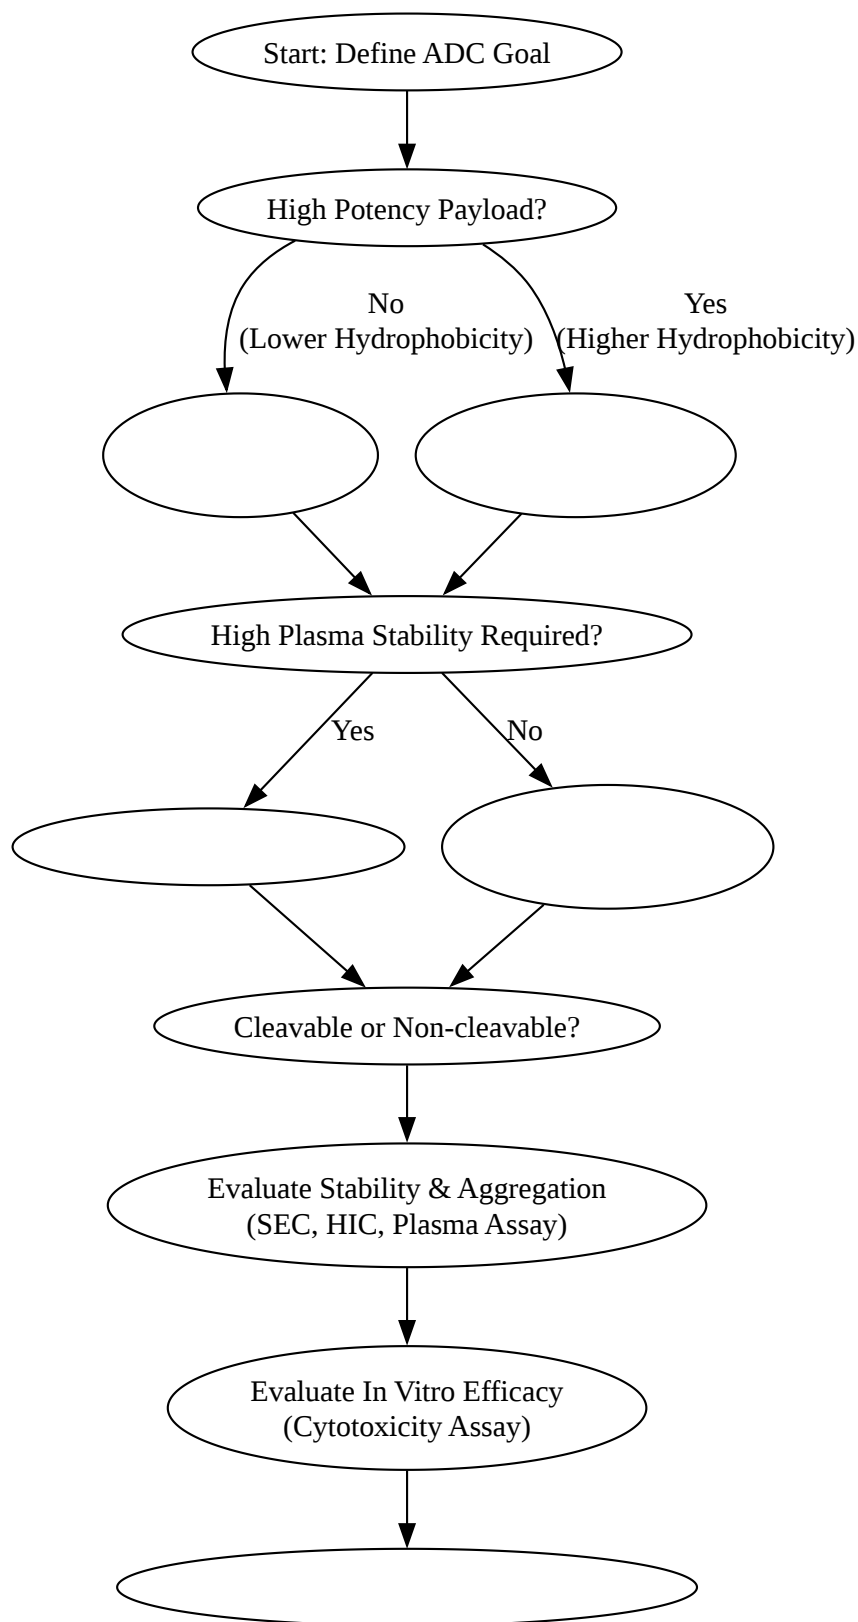 Start: Define ADC Goal
High Potency Payload?
No
(Lower Hydrophobicity)
Yes
(Higher Hydrophobicity)
High Plasma Stability Required?
Yes
No
Cleavable or Non-cleavable?
Evaluate Stability & Aggregation
(SEC, HIC, Plasma Assay)
Evaluate In Vitro Efficacy
(Cytotoxicity Assay)